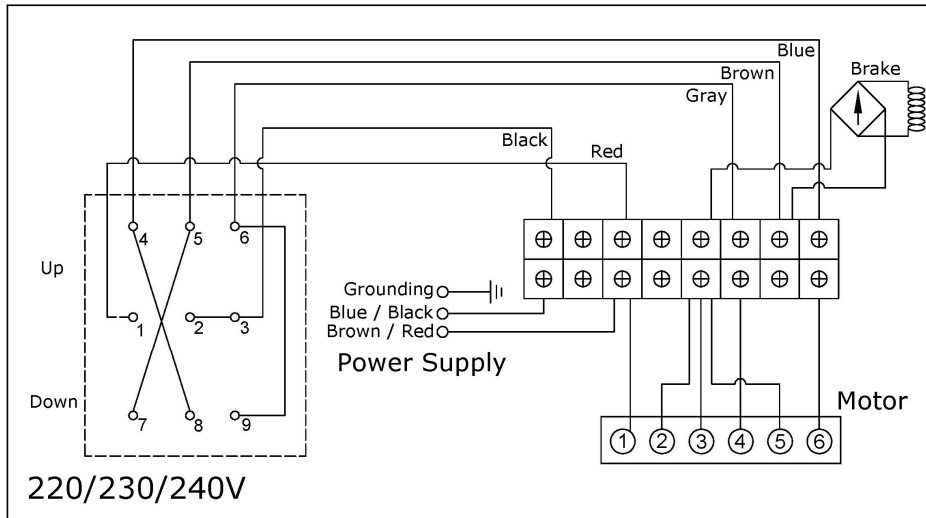 Blue
Brown
Brake
Gray
Black
Red
4 5 6
Up
1 2 3
Down
7 8 9
Grounding
Blue / Black
Brown / Red
Power Supply
Motor
1 2 3 4 5 6
220/230/240V